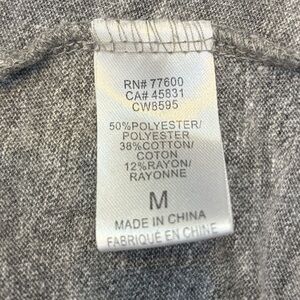 RN# 77600
CA# 45831
CW8595
50%POLYESTER/
POLYESTER
38%COTTON/
COTON
12%RAYON/
RAYONNE
M
MADE IN CHINA
FABRIQUÉ EN CHINE